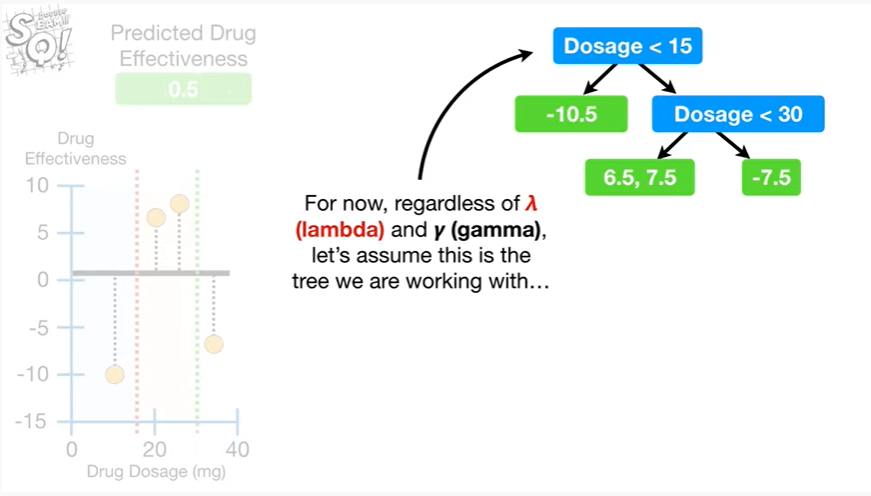 SQ!
BAM!!!
Predicted Drug
Effectiveness
0.5
Dosage < 15
-10.5
Dosage < 30
6.5, 7.5
-7.5
For now, regardless of λ
(lambda) and γ (gamma),
let’s assume this is the
tree we are working with…
Drug
Effectiveness
10
5
0
-5
-10
-15
0
20
40
Drug Dosage (mg)